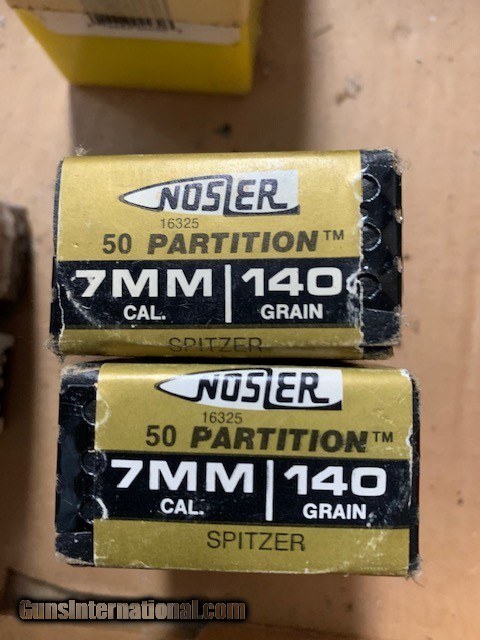 NOSLER
16325
50 PARTITION™
7MM | 140
CAL. GRAIN
SPITZER
NOSLER
16325
50 PARTITION™
7MM | 140
CAL. GRAIN
SPITZER
GunsInternational.com